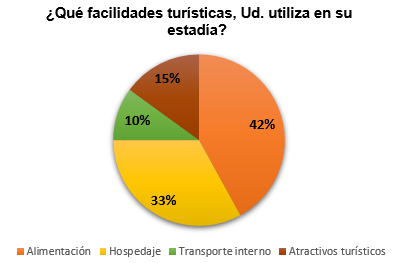 ¿Qué facilidades turísticas, Ud. utiliza en su
estadía?
15%
42%
10%
33%
Alimentación Hospedaje Transporte interno Atractivos turísticos